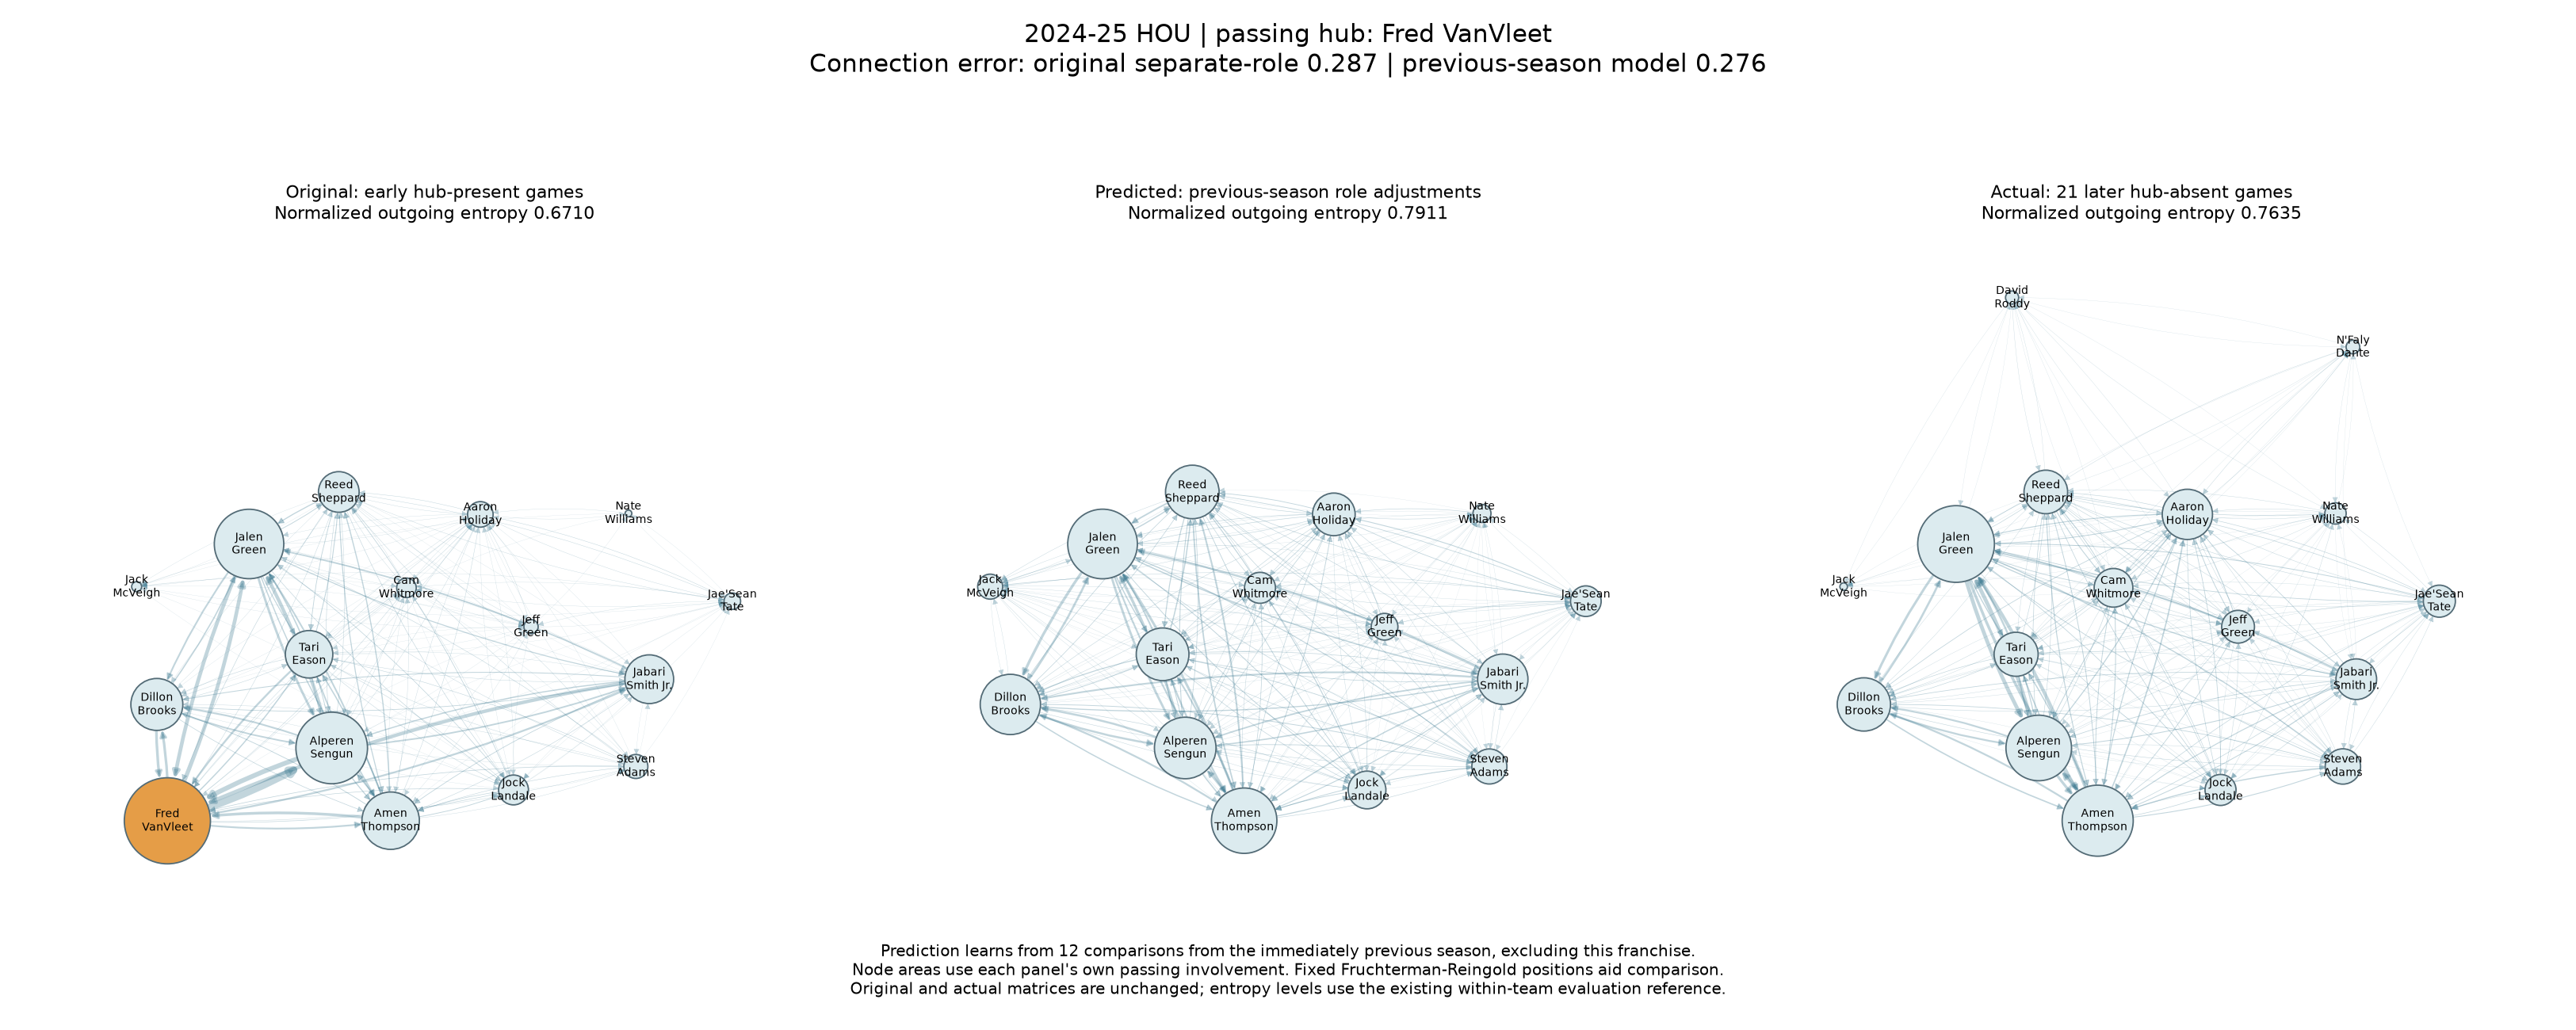 2024-25 HOU | passing hub: Fred VanVleet
Connection error: original separate-role 0.287 | previous-season model 0.276
Original: early hub-present games
Normalized outgoing entropy 0.6710
Reed
Sheppard
Aaron
Holiday
Nate
Williams
Jalen
Green
Jack
McVeigh
Cam
Whitmore
Jae'Sean
Tate
Jeff
Green
Tari
Eason
Jabari
Smith Jr.
Dillon
Brooks
Alperen
Sengun
Steven
Adams
Jock
Landale
Fred
VanVleet
Amen
Thompson
Predicted: previous-season role adjustments
Normalized outgoing entropy 0.7911
Reed
Sheppard
Aaron
Holiday
Nate
Williams
Jalen
Green
Jack
McVeigh
Cam
Whitmore
Jae'Sean
Tate
Jeff
Green
Tari
Eason
Jabari
Smith Jr.
Dillon
Brooks
Alperen
Sengun
Steven
Adams
Jock
Landale
Amen
Thompson
Actual: 21 later hub-absent games
Normalized outgoing entropy 0.7635
David
Roddy
N'Faly
Dante
Reed
Sheppard
Aaron
Holiday
Nate
Williams
Jalen
Green
Jack
McVeigh
Cam
Whitmore
Jae'Sean
Tate
Jeff
Green
Tari
Eason
Jabari
Smith Jr.
Dillon
Brooks
Alperen
Sengun
Steven
Adams
Jock
Landale
Amen
Thompson
Prediction learns from 12 comparisons from the immediately previous season, excluding this franchise.
Node areas use each panel's own passing involvement. Fixed Fruchterman-Reingold positions aid comparison.
Original and actual matrices are unchanged; entropy levels use the existing within-team evaluation reference.